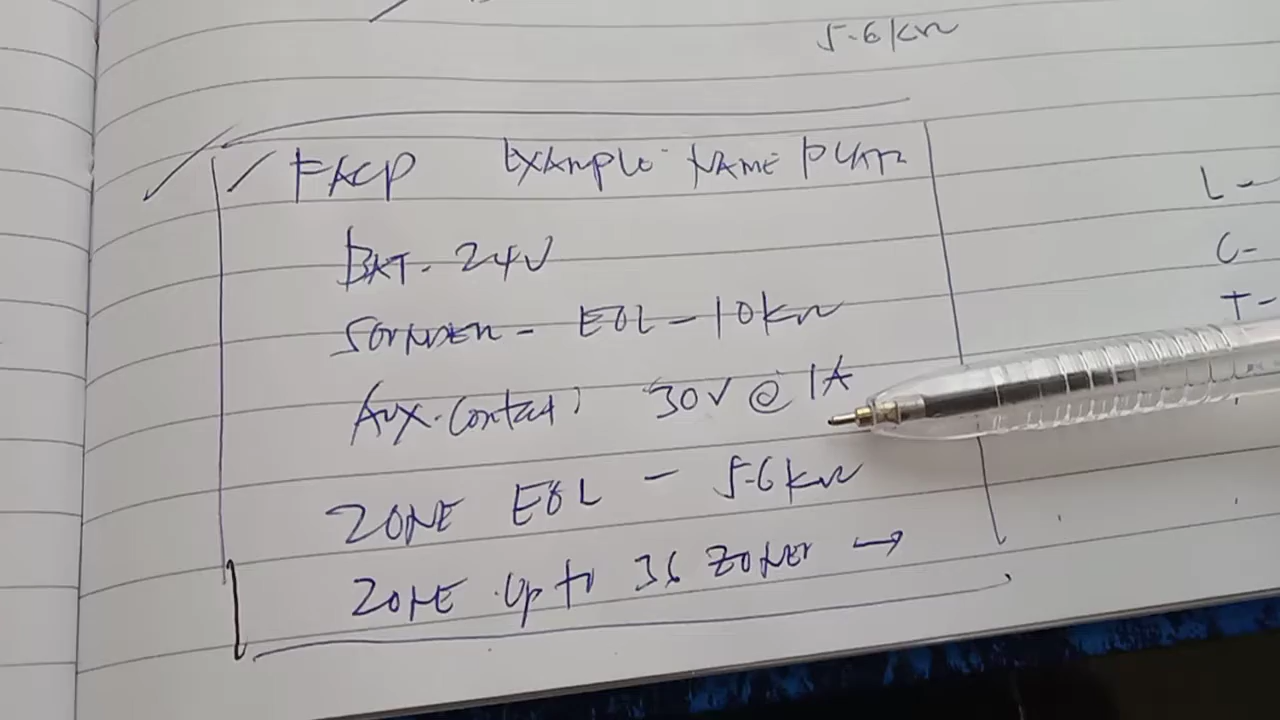 5.6kΩ
FACP EXAMPLE NAME PLATE
BAT. 24V
SOUNDER - EOL - 10kΩ
AUX. Contact: 30V @ 1A
ZONE EOL - 5.6kΩ
ZONE up to 36 ZONES →
L -
C -
T -